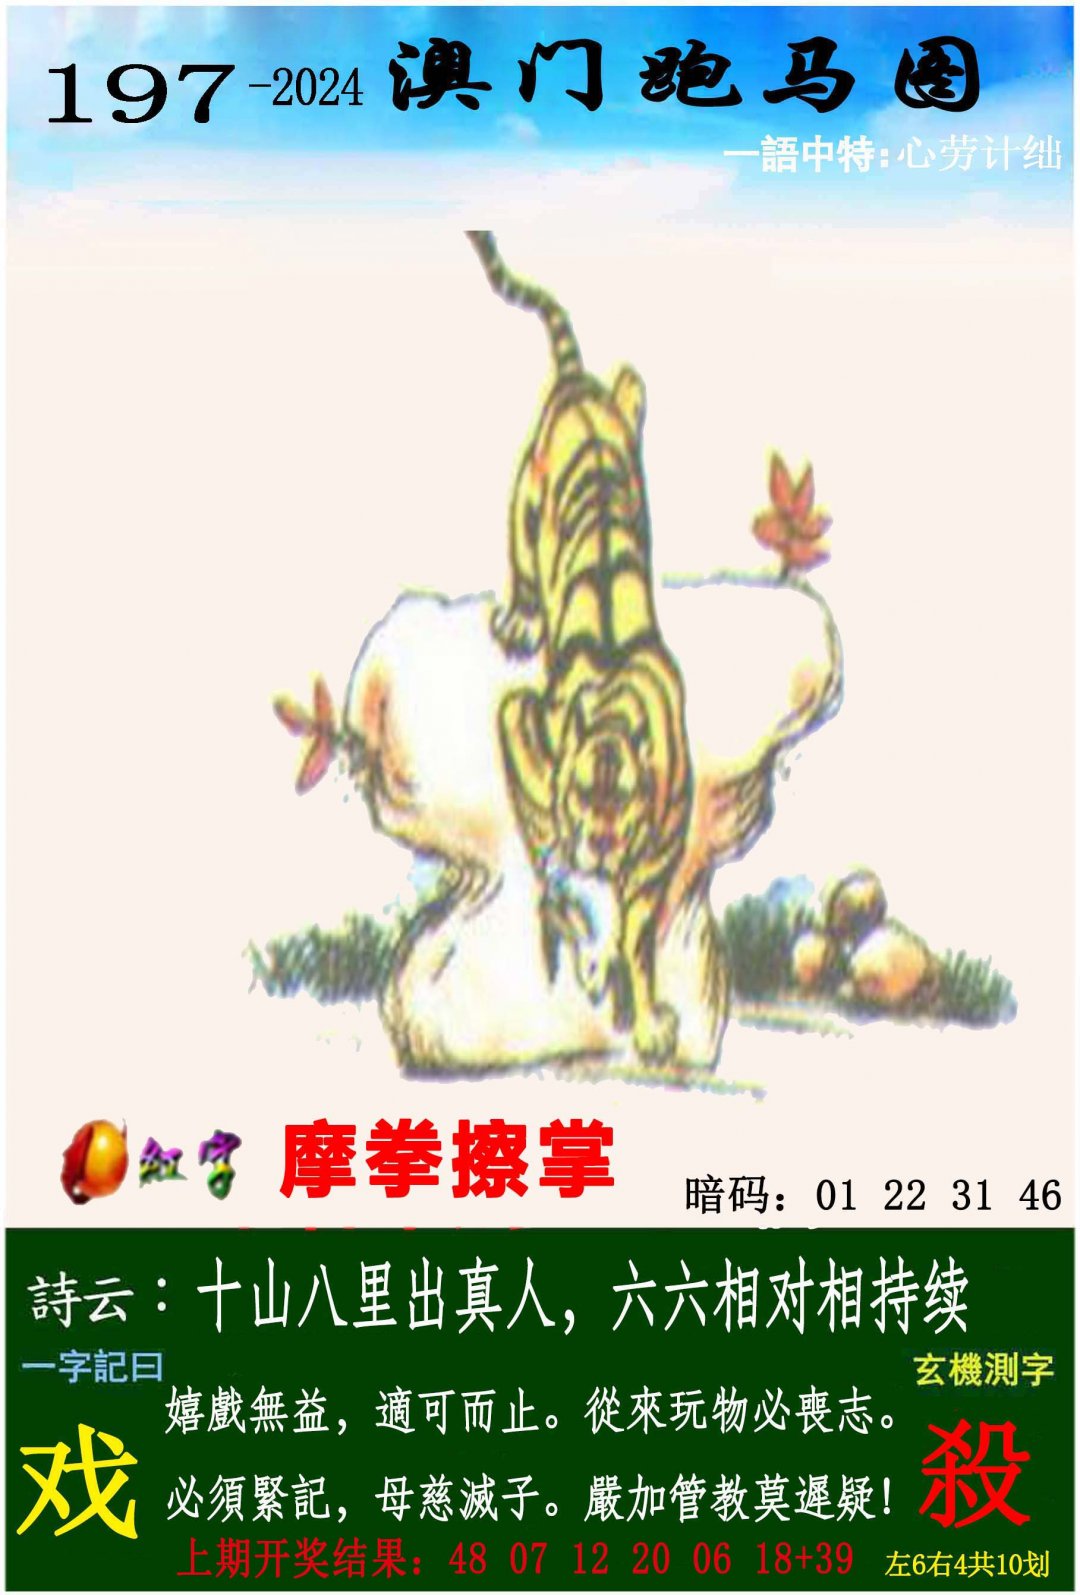 197-2024 澳门跑马图
一語中特:心劳计绌
紅字 摩拳擦掌
暗码：01 22 31 46
詩云：十山八里出真人，六六相对相持续
一字記曰
玄機測字
戏
嬉戲無益，適可而止。從來玩物必喪志。
必須緊記，母慈滅子。嚴加管教莫遲疑！
殺
上期开奖结果：48 07 12 20 06 18+39
左6右4共10划